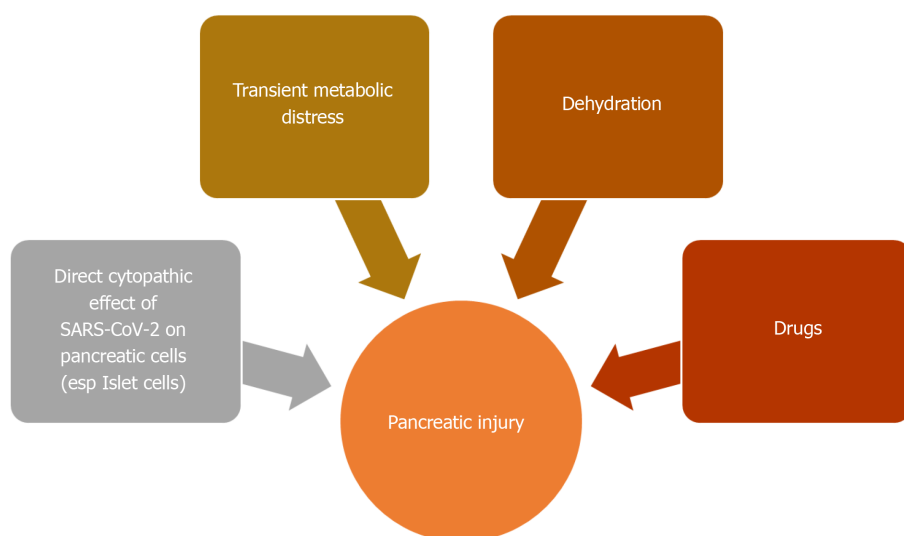 Transient metabolic
distress
Dehydration
Direct cytopathic
effect of
SARS-CoV-2 on
pancreatic cells
(esp Islet cells)
Drugs
Pancreatic injury